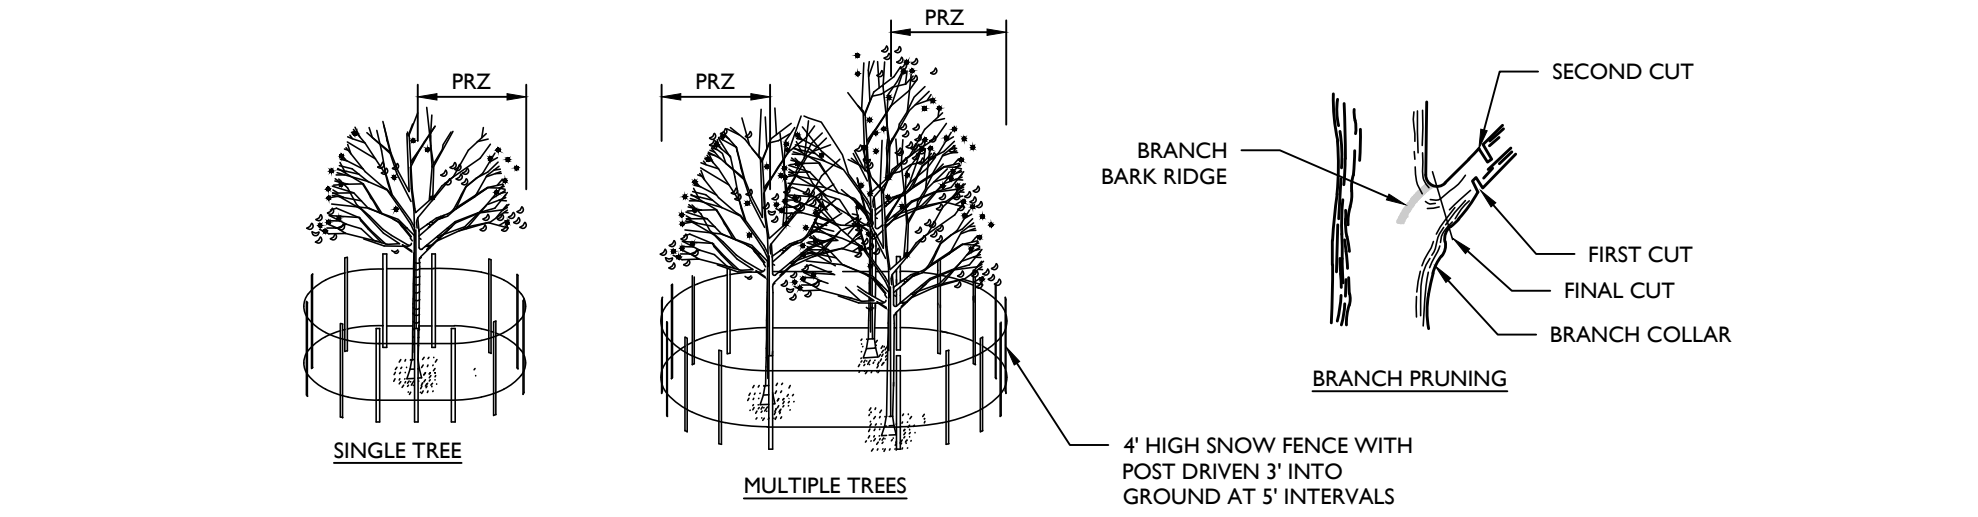 PRZ
SINGLE TREE
PRZ
PRZ
MULTIPLE TREES
4' HIGH SNOW FENCE WITH
POST DRIVEN 3' INTO
GROUND AT 5' INTERVALS
SECOND CUT
BRANCH
BARK RIDGE
FIRST CUT
FINAL CUT
BRANCH COLLAR
BRANCH PRUNING